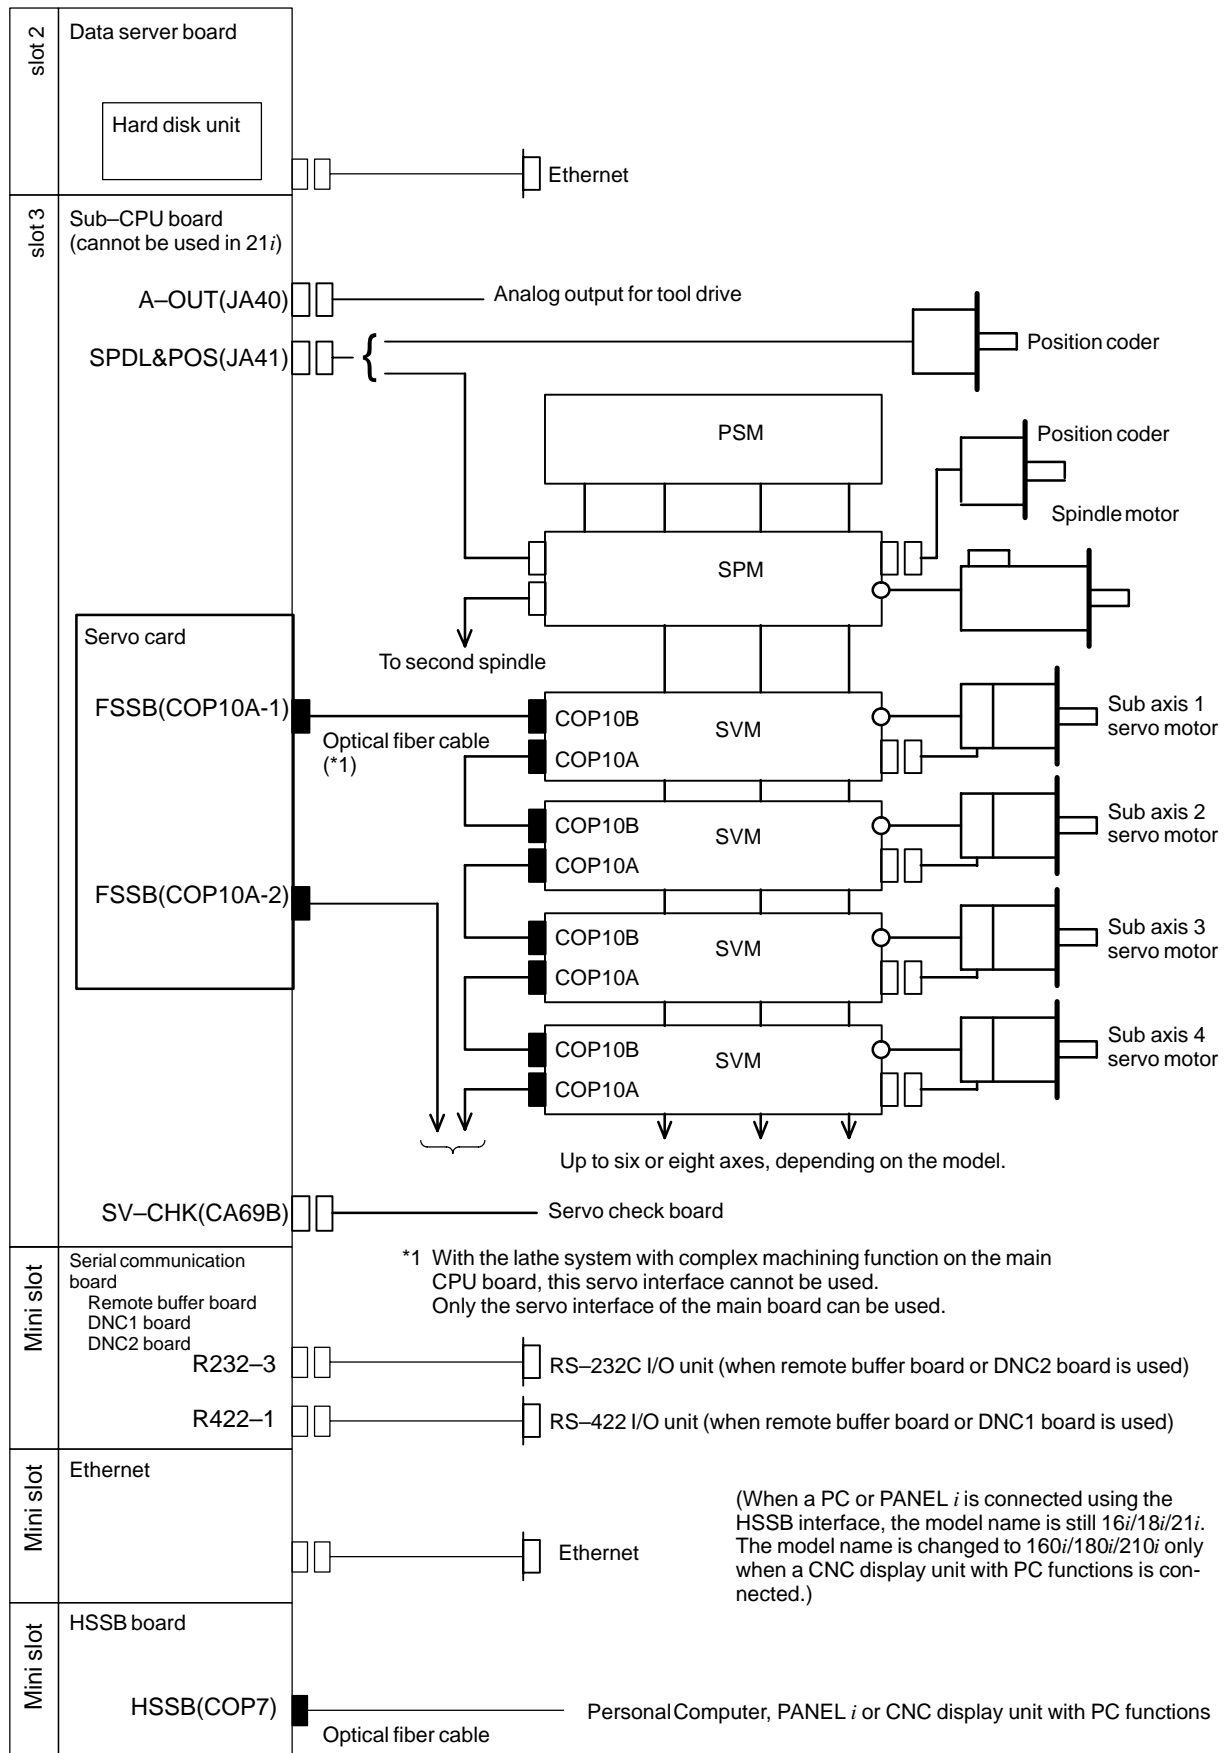 slot 2
Data server board
Hard disk unit
Ethernet
slot 3
Sub–CPU board
(cannot be used in 21i)
A–OUT(JA40)
Analog output for tool drive
SPDL&POS(JA41)
{
Position coder
PSM
Position coder
Spindle motor
SPM
To second spindle
Servo card
FSSB(COP10A-1)
Optical fiber cable
(*1)
COP10B
SVM
COP10A
Sub axis 1
servo motor
COP10B
SVM
COP10A
Sub axis 2
servo motor
FSSB(COP10A-2)
COP10B
SVM
COP10A
Sub axis 3
servo motor
COP10B
SVM
COP10A
Sub axis 4
servo motor
Up to six or eight axes, depending on the model.
SV–CHK(CA69B)
Servo check board
Mini slot
Serial communication
board
Remote buffer board
DNC1 board
DNC2 board
*1 With the lathe system with complex machining function on the main
CPU board, this servo interface cannot be used.
Only the servo interface of the main board can be used.
R232–3
RS–232C I/O unit (when remote buffer board or DNC2 board is used)
R422–1
RS–422 I/O unit (when remote buffer board or DNC1 board is used)
Mini slot
Ethernet
Ethernet
(When a PC or PANEL i is connected using the
HSSB interface, the model name is still 16i/18i/21i.
The model name is changed to 160i/180i/210i only
when a CNC display unit with PC functions is con-
nected.)
Mini slot
HSSB board
HSSB(COP7)
Optical fiber cable
Personal Computer, PANEL i or CNC display unit with PC functions